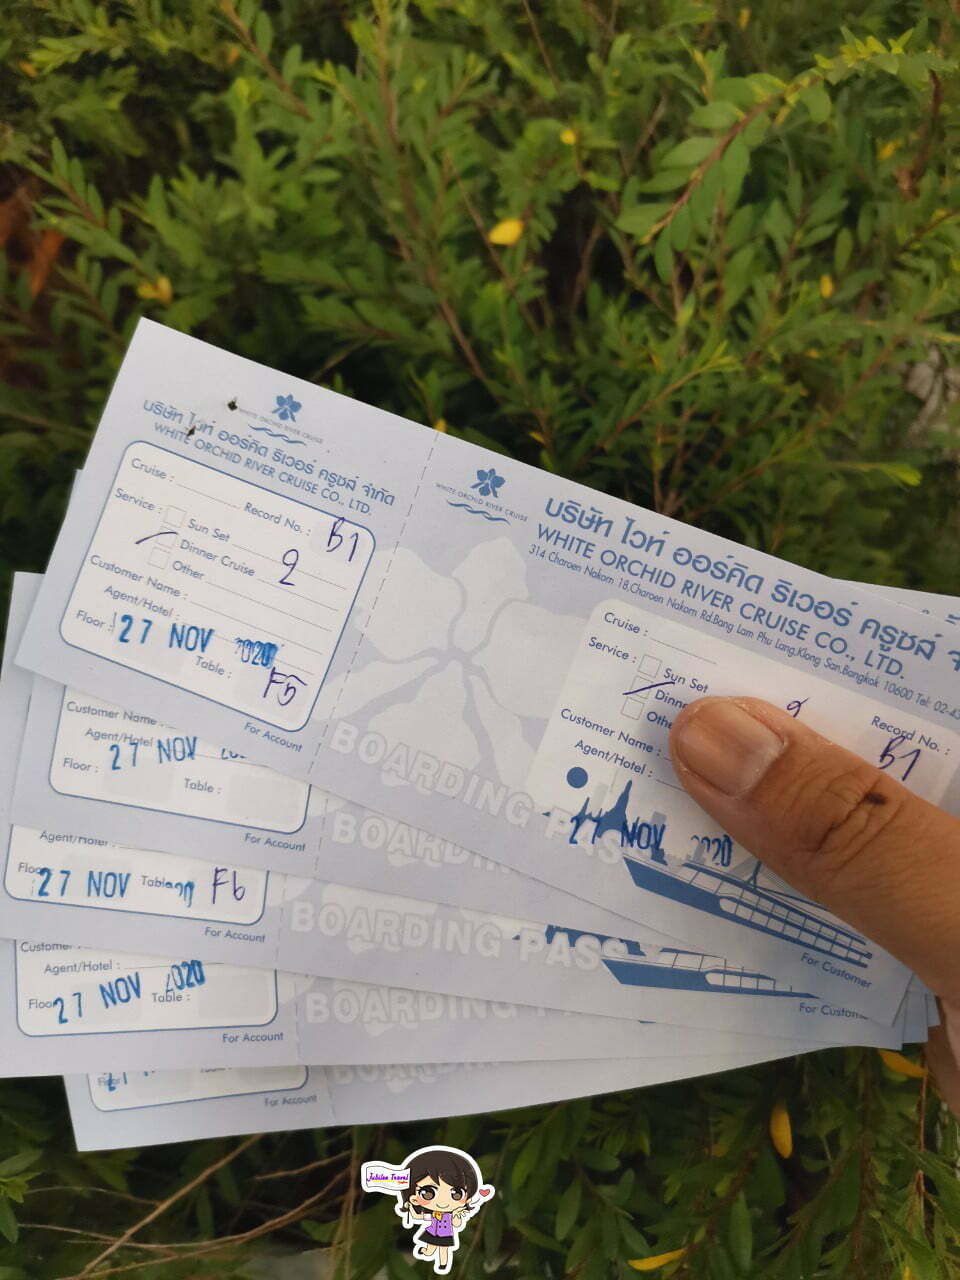 WHITE ORCHID RIVER CRUISE
บริษัท ไวท์ ออร์คิด ริเวอร์ ครูซส์ จำกัด
WHITE ORCHID RIVER CRUISE CO., LTD.
Cruise :
Record No. : B1
Service :
Sun Set
Dinner Cruise 2
Other
Customer Name :
Agent/Hotel :
Floor : 27 NOV 2020
Table : F5
For Account
WHITE ORCHID RIVER CRUISE
บริษัท ไวท์ ออร์คิด ริเวอร์ ครูซส์
WHITE ORCHID RIVER CRUISE CO., LTD.
314 Charoen Nakorn 18,Charoen Nakorn Rd.Bang Lam Phu Lang,Klong San,Bangkok 10600 Tel: 02-43
Cruise :
Record No. : B1
Service :
Sun Set
Customer Name :
Agent/Hotel :
27 NOV 2020
BOARDING PASS
For Customer
Customer Name
Agent/Hotel
27 NOV
Floor :
Table :
For Account
BOARDING
Agent/Hotel :
Floor 27 NOV Table F6
For Account
BOARDING PASS
For Customer
Customer
Agent/Hotel :
Floor 27 NOV 2020
Table :
For Account
BOARDING PASS
For Account
Jubilee Travel